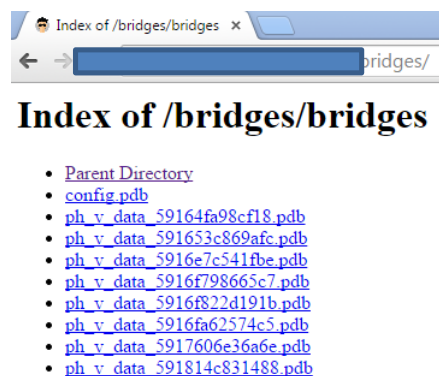 Index of /bridges/bridges
bridges/
Index of /bridges/bridges
Parent Directory
config.pdb
ph_v_data_59164fa98cf18.pdb
ph_v_data_591653c869afc.pdb
ph_v_data_5916e7c541fbe.pdb
ph_v_data_5916f798665c7.pdb
ph_v_data_5916f822d191b.pdb
ph_v_data_5916fa62574c5.pdb
ph_v_data_5917606e36a6e.pdb
ph_v_data_591814c831488.pdb